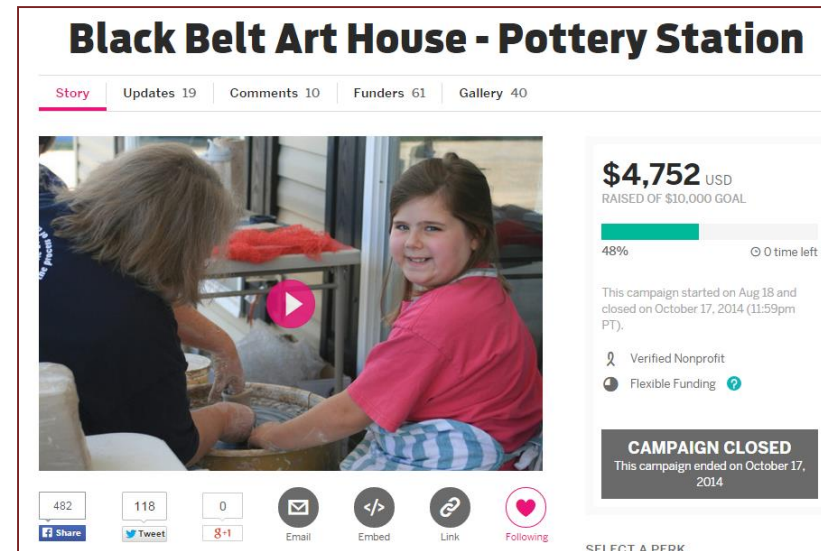 Black Belt Art House - Pottery Station
Story Updates 19 Comments 10 Funders 61 Gallery 40
$4,752 USD
RAISED OF $10,000 GOAL
48% 0 time left
This campaign started on Aug 18 and
closed on October 17, 2014 (11:59pm
PT).
Verified Nonprofit
Flexible Funding ?
CAMPAIGN CLOSED
This campaign ended on October 17,
2014
482 118 0
Share Tweet g+1
Email Embed Link Following
SELECT A PERK
the process